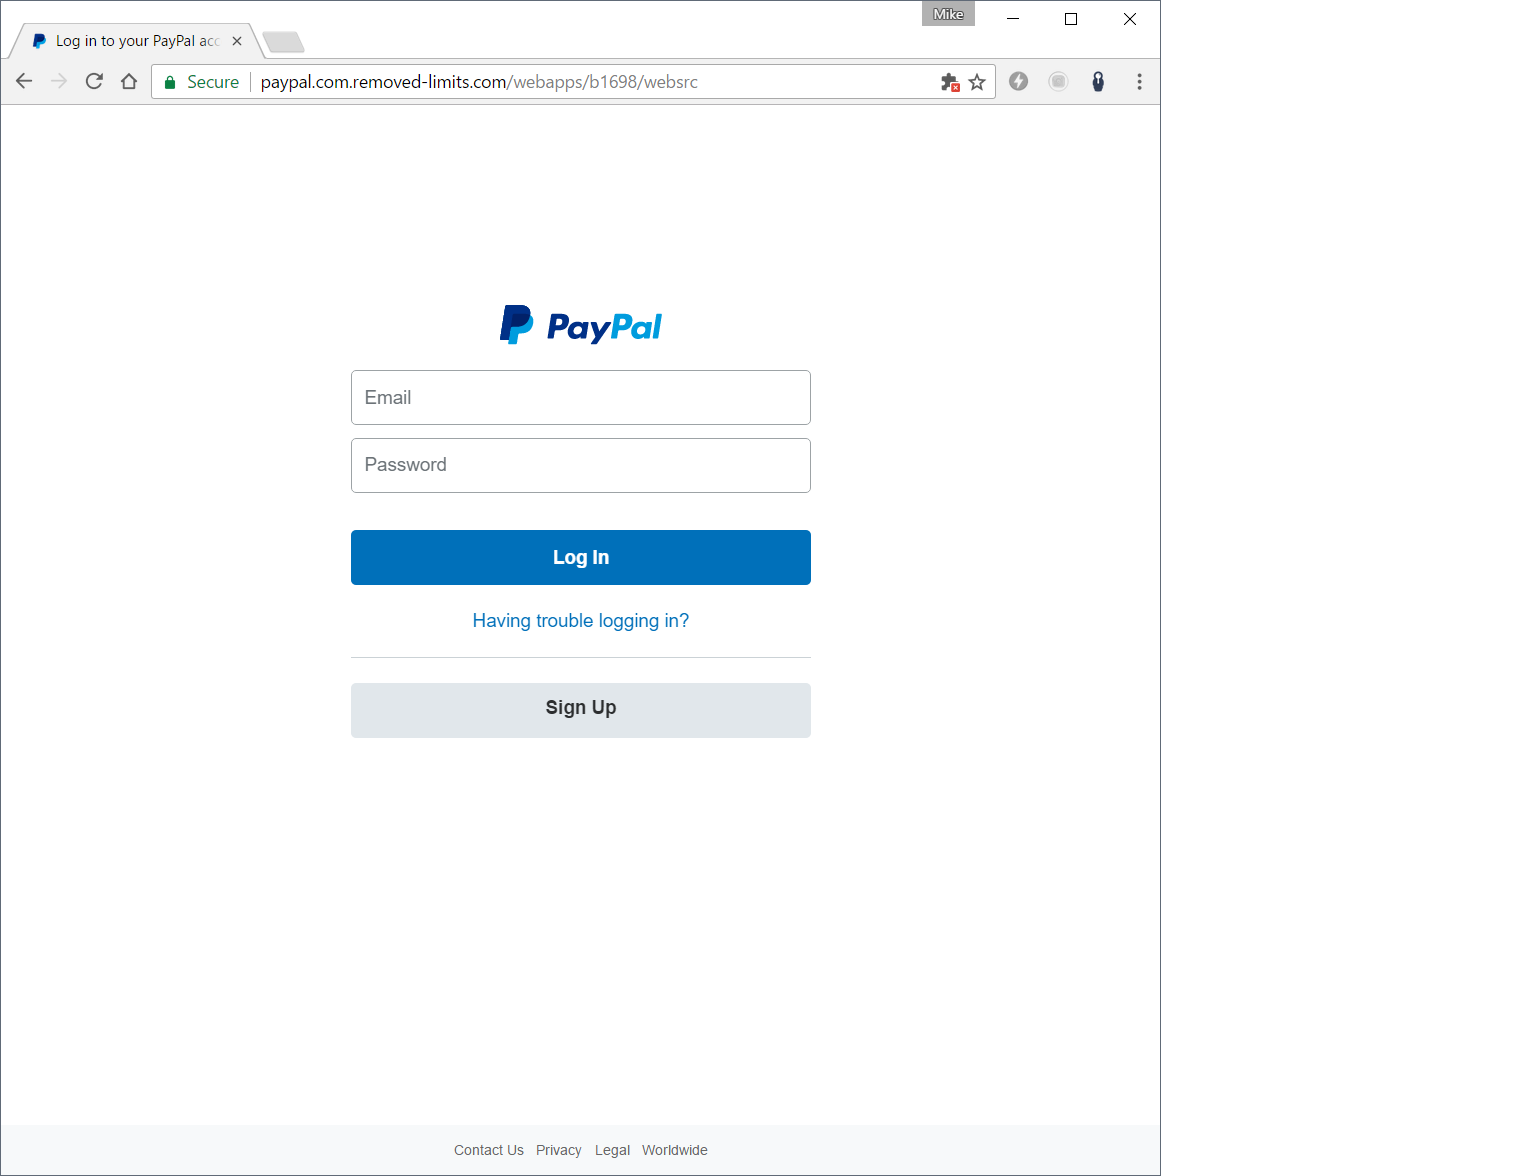 Mike
Log in to your PayPal acc
Secure paypal.com.removed-limits.com/webapps/b1698/websrc
PayPal
Email
Password
Log In
Having trouble logging in?
Sign Up
Contact Us Privacy Legal Worldwide